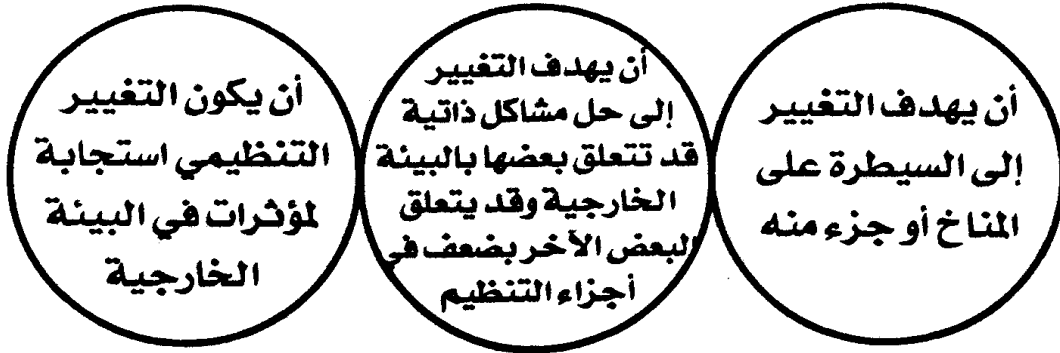 أن يهدف التغيير
إلى السيطرة على
المناخ أو جزء منه
أن يهدف التغيير
إلى حل مشاكل ذاتية
قد تتعلق بعضها بالبيئة
الخارجية وقد يتعلق
البعض الآخر بضعف في
أجزاء التنظيم
أن يكون التغيير
التنظيمي استجابة
لمؤثرات في البيئة
الخارجية